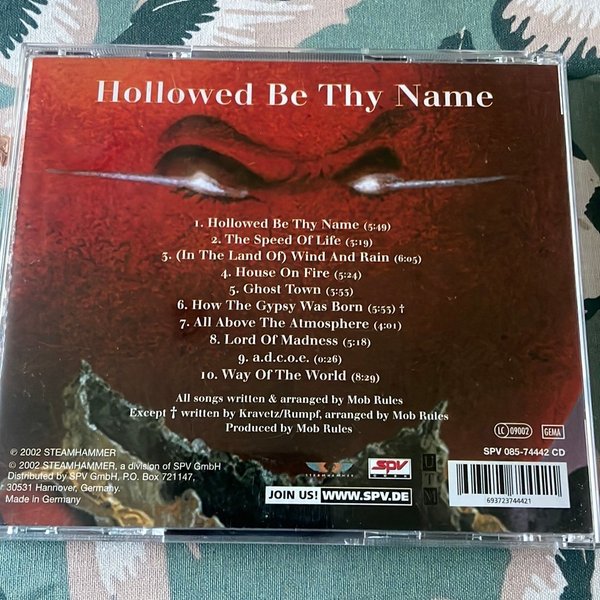 Hollowed Be Thy Name
1. Hollowed Be Thy Name (5:49)
2. The Speed Of Life (5:19)
3. (In The Land Of) Wind And Rain (6:05)
4. House On Fire (5:24)
5. Ghost Town (5:55)
6. How The Gypsy Was Born (5:53) †
7. All Above The Atmosphere (4:01)
8. Lord Of Madness (5:18)
9. a.d.c.o.e. (0:26)
10. Way Of The World (8:29)
All songs written & arranged by Mob Rules
Except † written by Kravetz/Rumpf, arranged by Mob Rules
Produced by Mob Rules
LC 09002
GEMA
SPV 085-74442 CD
℗ 2002 STEAMHAMMER
© 2002 STEAMHAMMER, a division of SPV GmbH
Distributed by SPV GmbH, P.O. Box 721147,
30531 Hannover, Germany.
Made in Germany
STEAMHAMMER
SPV
UTM
JOIN US! WWW.SPV.DE
693723744421